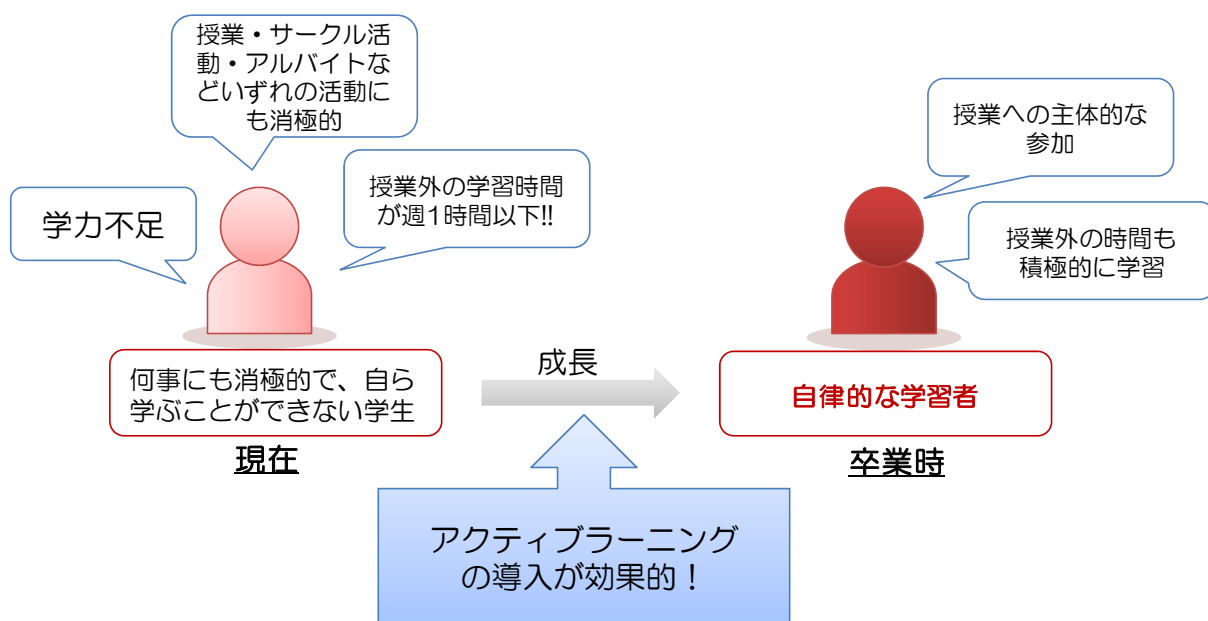 授業・サークル活
動・アルバイトな
どいずれの活動に
も消極的
学力不足
授業外の学習時間
が週1時間以下!!
何事にも消極的で、自ら
学ぶことができない学生
現在
成長
アクティブラーニング
の導入が効果的！
授業への主体的な
参加
授業外の時間も
積極的に学習
自律的な学習者
卒業時